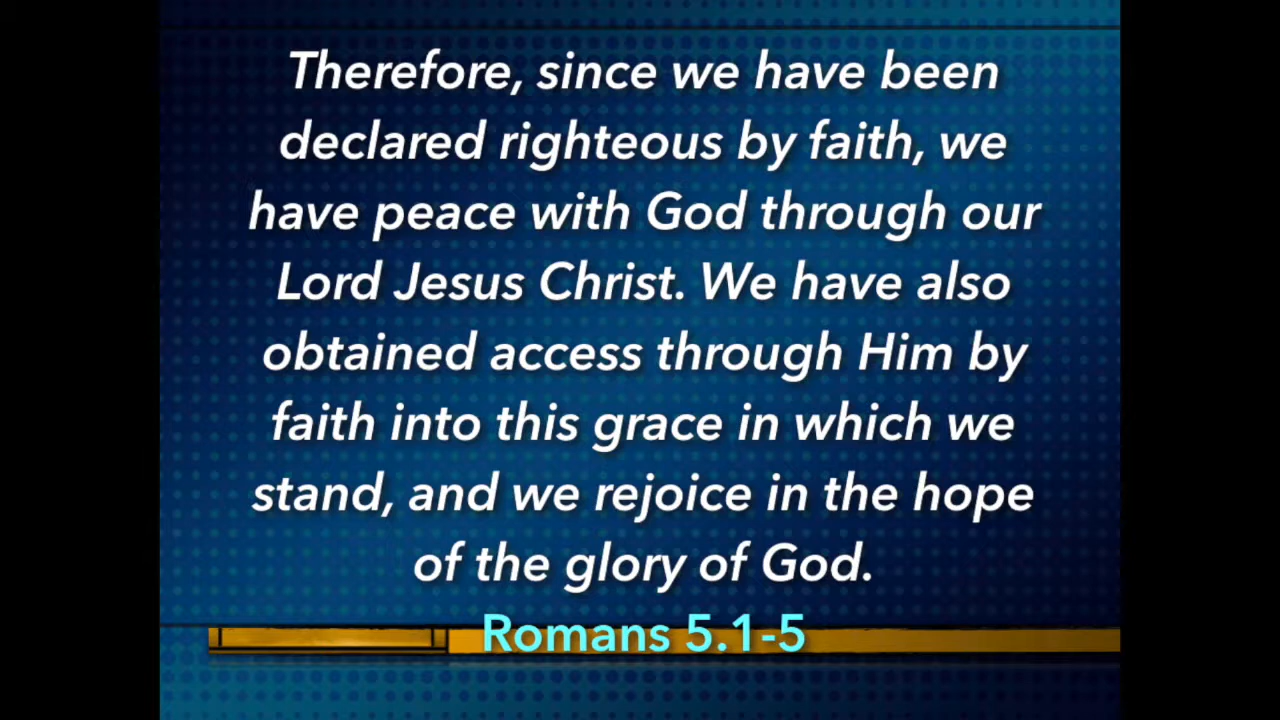 Therefore, since we have been
declared righteous by faith, we
have peace with God through our
Lord Jesus Christ. We have also
obtained access through Him by
faith into this grace in which we
stand, and we rejoice in the hope
of the glory of God.
Romans 5.1-5